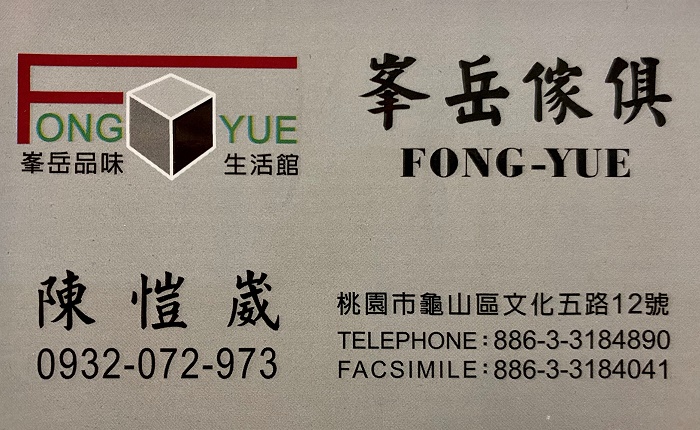 FONG YUE
峯岳品味 生活館
峯岳傢俱
FONG-YUE
陳愷崴
0932-072-973
桃園市龜山區文化五路12號
TELEPHONE:886-3-3184890
FACSIMILE:886-3-3184041